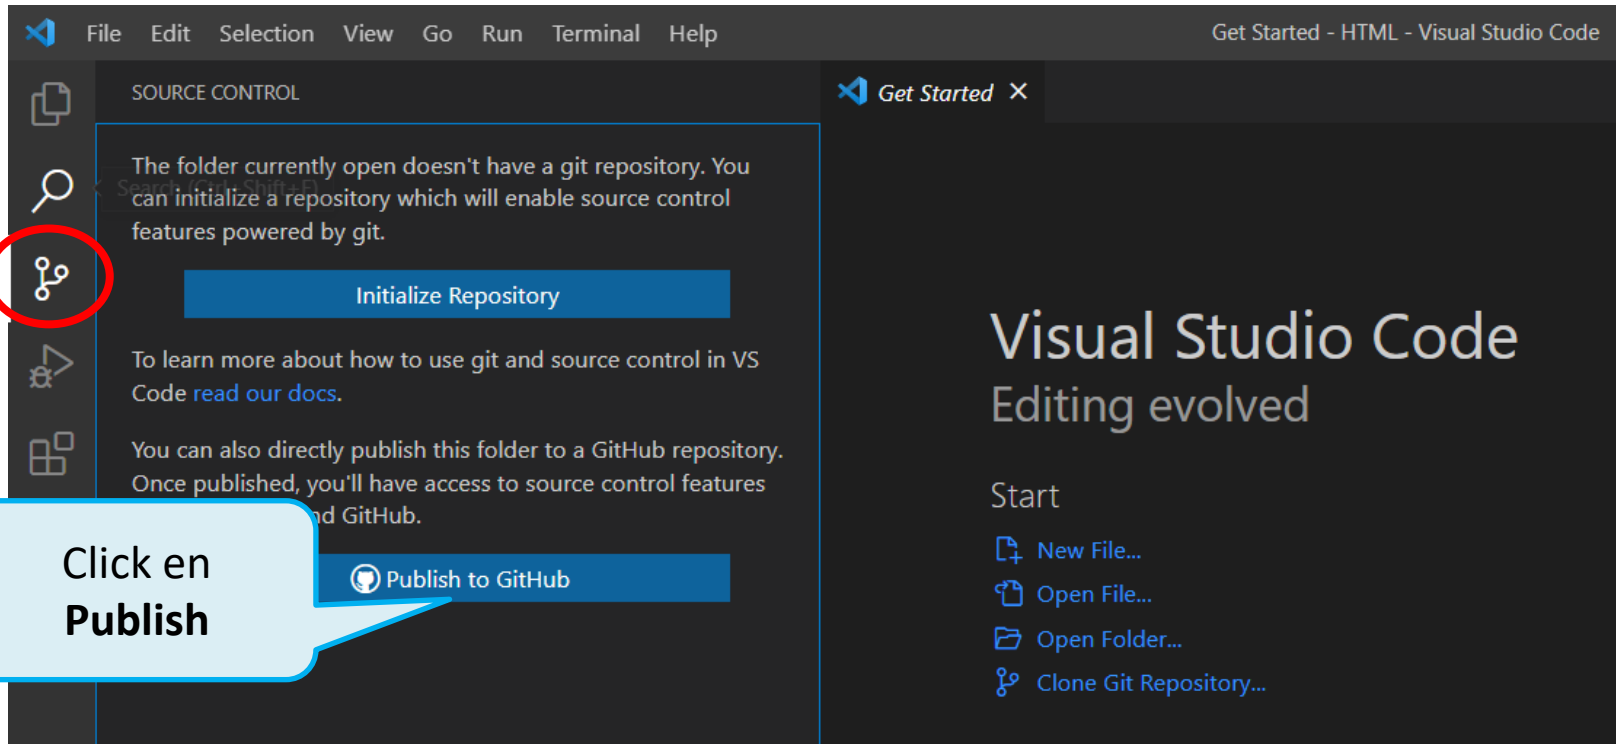 File Edit Selection View Go Run Terminal Help
Get Started - HTML - Visual Studio Code
SOURCE CONTROL
Get Started
The folder currently open doesn't have a git repository. You
can initialize a repository which will enable source control
features powered by git.
Search (Ctrl+Shift+F)
Initialize Repository
To learn more about how to use git and source control in VS
Code read our docs.
You can also directly publish this folder to a GitHub repository.
Once published, you'll have access to source control features
nd GitHub.
Publish to GitHub
Click en
Publish
Visual Studio Code
Editing evolved
Start
New File...
Open File...
Open Folder...
Clone Git Repository...